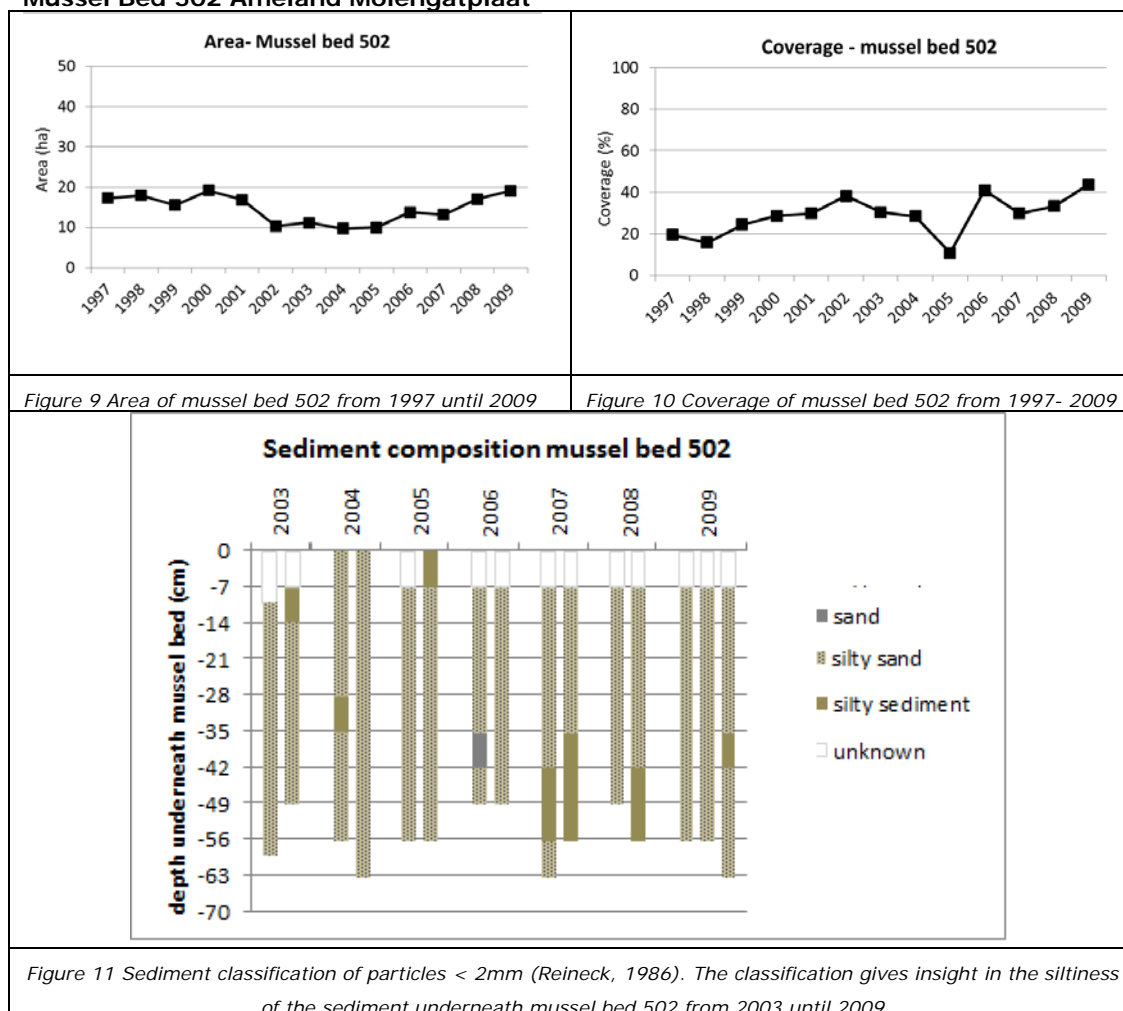 Mussel Bed 502 Ameland Molengatplaat
Area- Mussel bed 502
50
40
30
20
10
0
Area (ha)
1997 1998 1999 2000 2001 2002 2003 2004 2005 2006 2007 2008 2009
Coverage - mussel bed 502
100
80
60
40
20
0
Coverage (%)
1997 1998 1999 2000 2001 2002 2003 2004 2005 2006 2007 2008 2009
Figure 9 Area of mussel bed 502 from 1997 until 2009
Figure 10 Coverage of mussel bed 502 from 1997- 2009
Sediment composition mussel bed 502
2003 2004 2005 2006 2007 2008 2009
0
-7
-14
-21
-28
-35
-42
-49
-56
-63
-70
depth underneath mussel bed (cm)
sand
silty sand
silty sediment
unknown
Figure 11 Sediment classification of particles < 2mm (Reineck, 1986). The classification gives insight in the siltiness
of the sediment underneath mussel bed 502 from 2003 until 2009